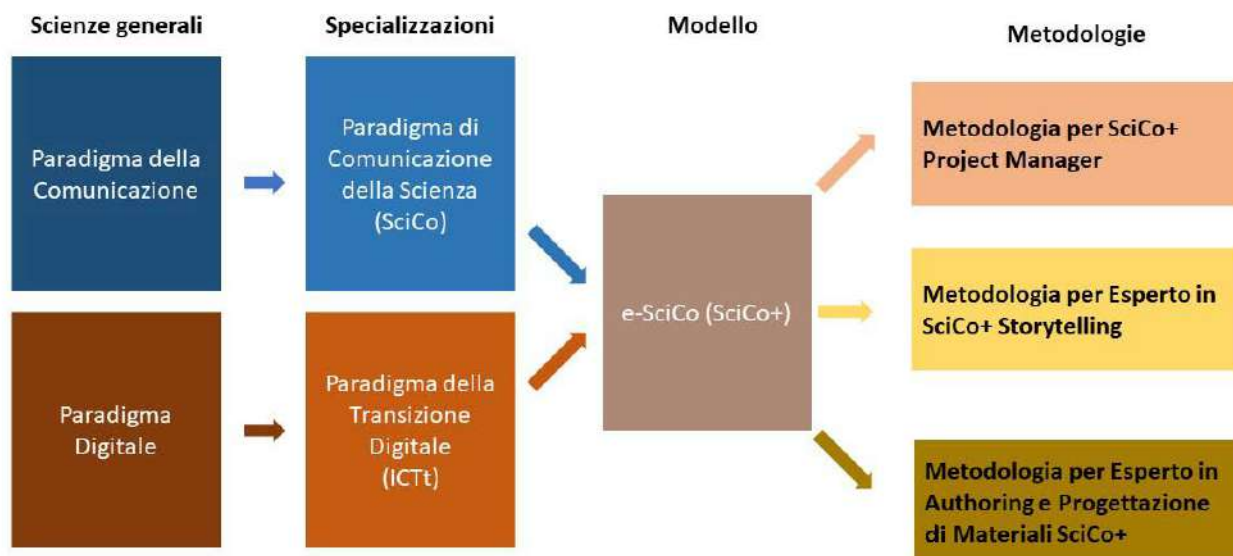 Scienze generali
Specializzazioni
Modello
Metodologie
Paradigma della
Comunicazione
Paradigma di
Comunicazione
della Scienza
(SciCo)
Paradigma
Digitale
Paradigma della
Transizione
Digitale
(ICTt)
e-SciCo (SciCo+)
Metodologia per SciCo+
Project Manager
Metodologia per Esperto in
SciCo+ Storytelling
Metodologia per Esperto in
Authoring e Progettazione
di Materiali SciCo+